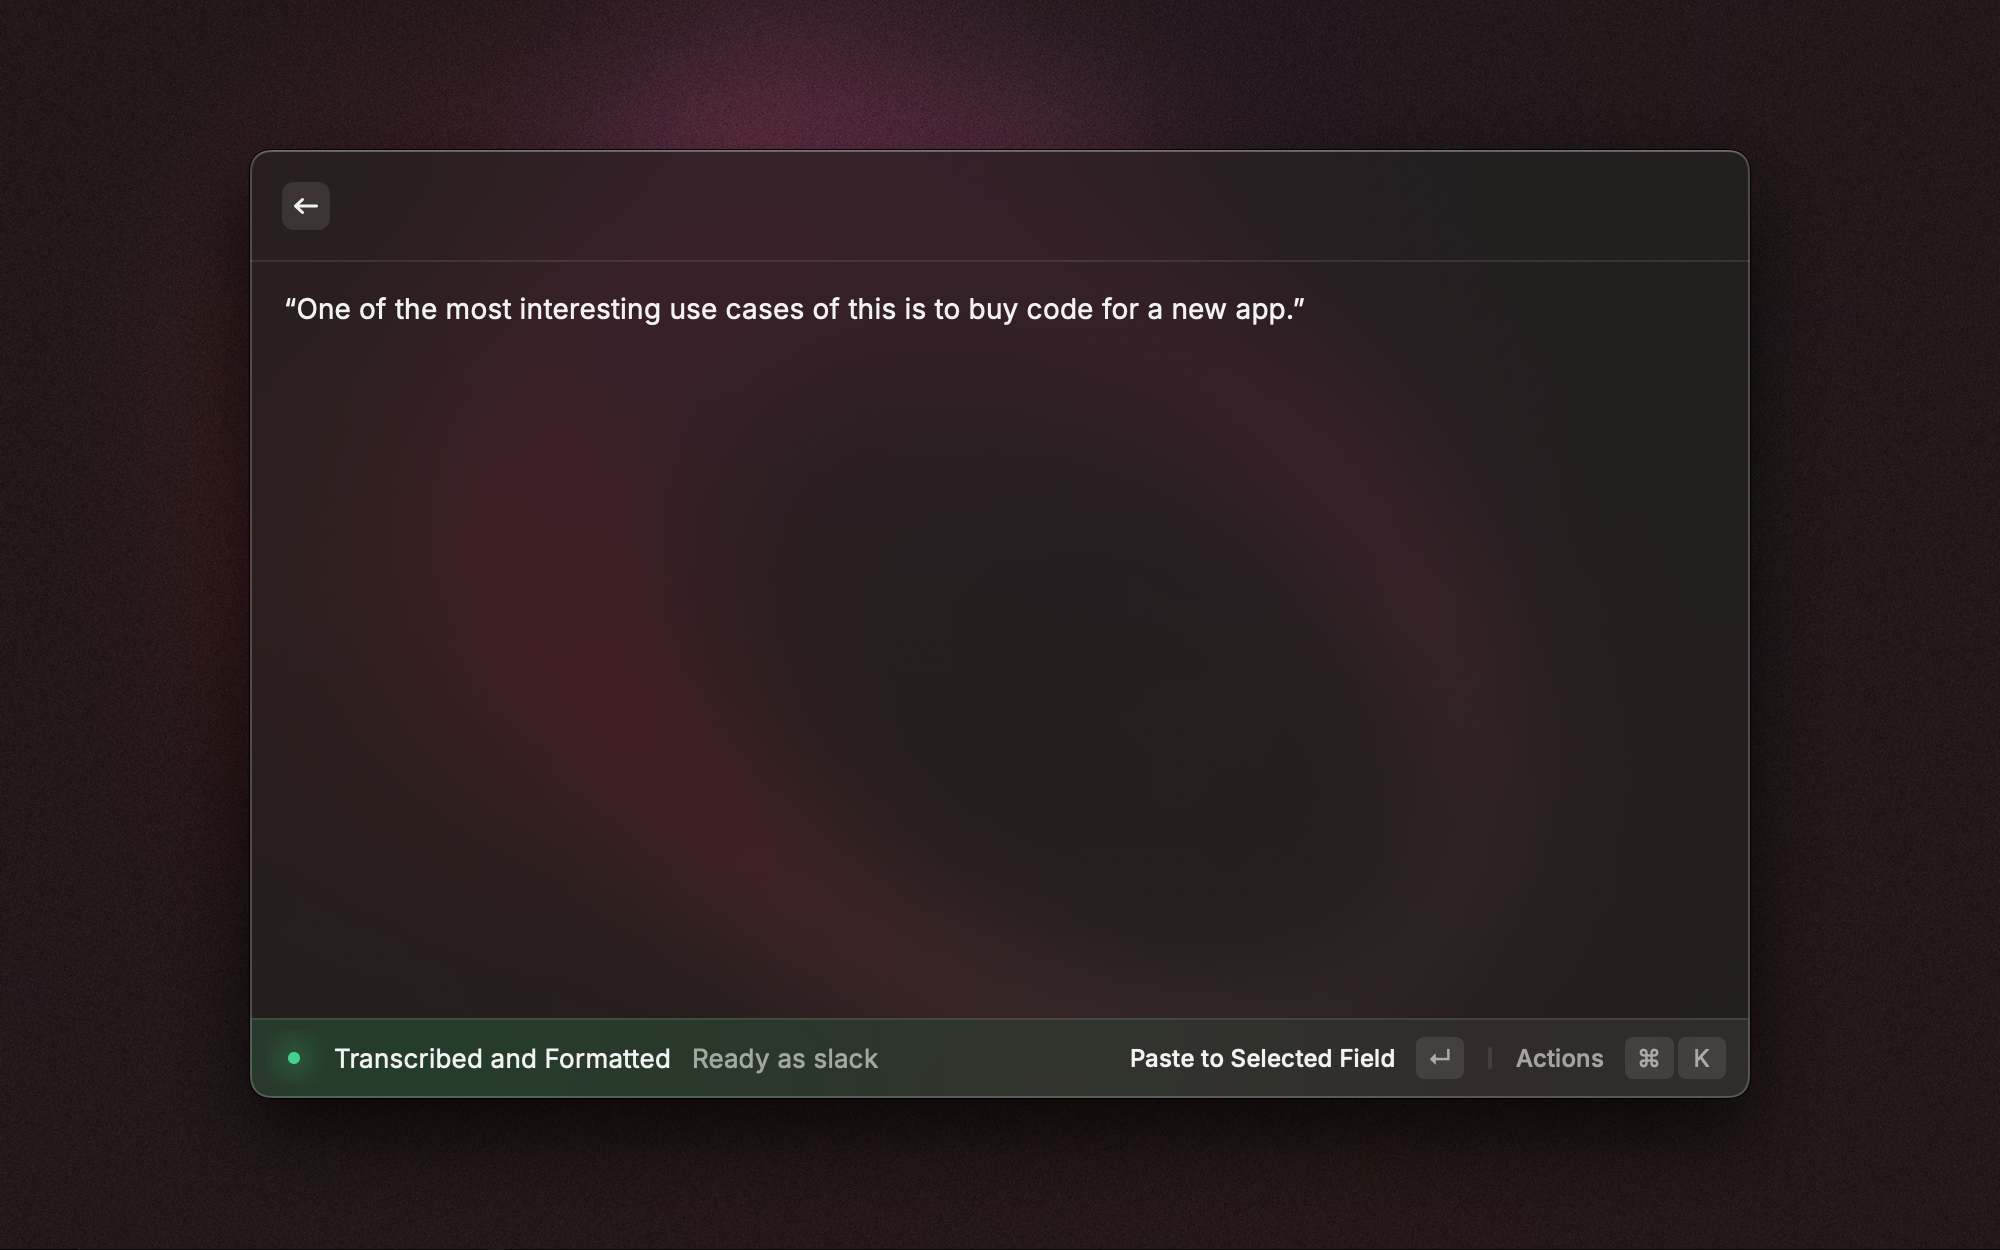 “One of the most interesting use cases of this is to buy code for a new app.”
Transcribed and Formatted Ready as slack Paste to Selected Field ↵ | Actions ⌘ K